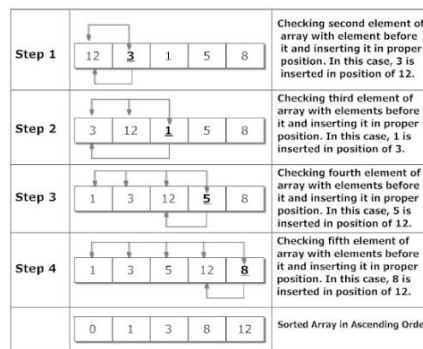 Step 1
12 3 1 5 8
Checking second element of
array with element before
it and inserting it in proper
position. In this case, 3 is
inserted in position of 12.
Step 2
3 12 1 5 8
Checking third element of
array with elements before
it and inserting it in proper
position. In this case, 1 is
inserted in position of 3.
Step 3
1 3 12 5 8
Checking fourth element of
array with elements before
it and inserting it in proper
position. In this case, 5 is
inserted in position of 12.
Step 4
1 3 5 12 8
Checking fifth element of
array with elements before
it and inserting it in proper
position. In this case, 8 is
inserted in position of 12.
0 1 3 8 12
Sorted Array in Ascending Orde